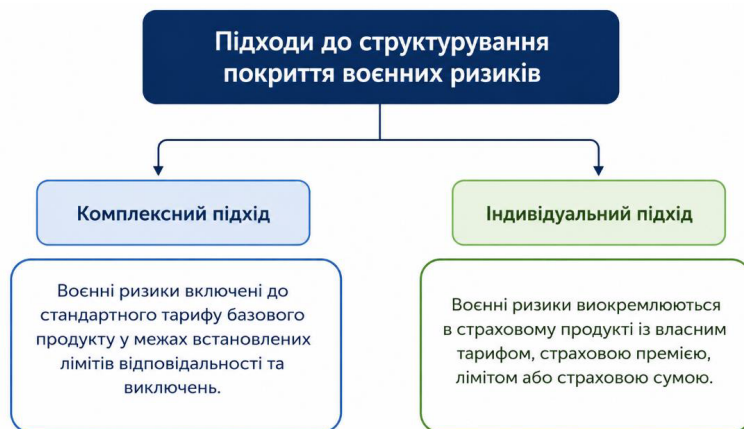 Підходи до структурування
покриття воєнних ризиків
Комплексний підхід
Індивідуальний підхід
Воєнні ризики включені до
стандартного тарифу базового
продукту у межах встановлених
лімітів відповідальності та
виключень.
Воєнні ризики виокремлюються
в страховому продукті із власним
тарифом, страховою премією,
лімітом або страховою сумою.